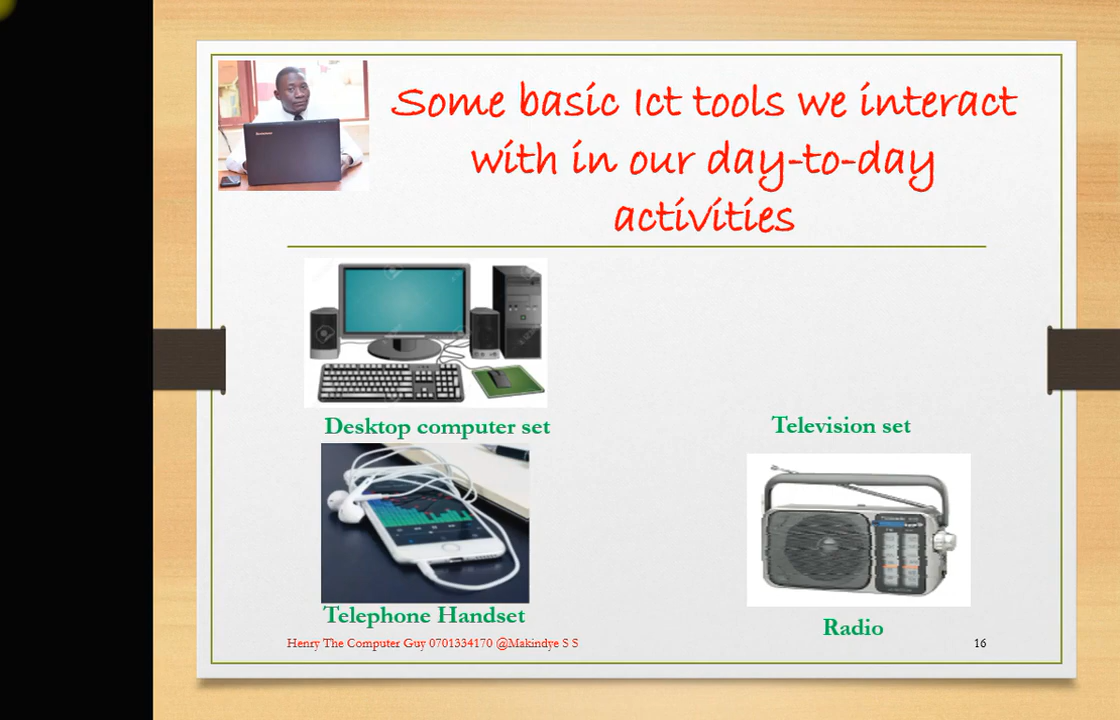 Some basic Ict tools we interact
with in our day-to-day
activities
Desktop computer set
Television set
Telephone Handset
Radio
Henry The Computer Guy 0701334170 @Makindye S S
16